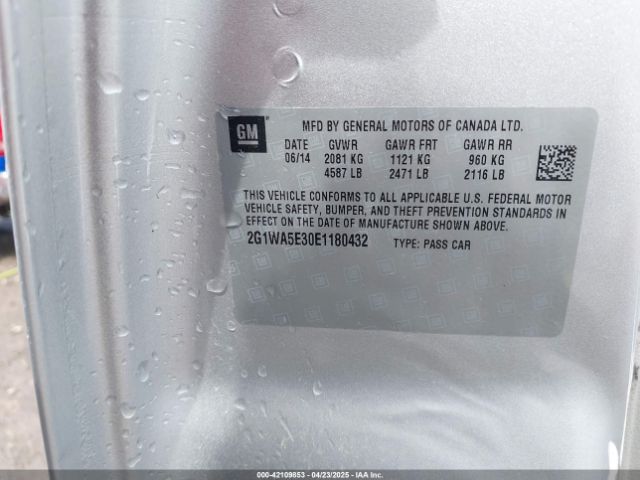 GM
MFD BY GENERAL MOTORS OF CANADA LTD.
DATE GVWR GAWR FRT GAWR RR
06/14 2081 KG 1121 KG 960 KG
4587 LB 2471 LB 2116 LB
THIS VEHICLE CONFORMS TO ALL APPLICABLE U.S. FEDERAL MOTOR
VEHICLE SAFETY, BUMPER, AND THEFT PREVENTION STANDARDS IN
EFFECT ON THE DATE OF MANUFACTURE SHOWN ABOVE.
2G1WA5E30E1180432 TYPE: PASS CAR
000-42109853 | 04/23/2025 - IAAI.COM